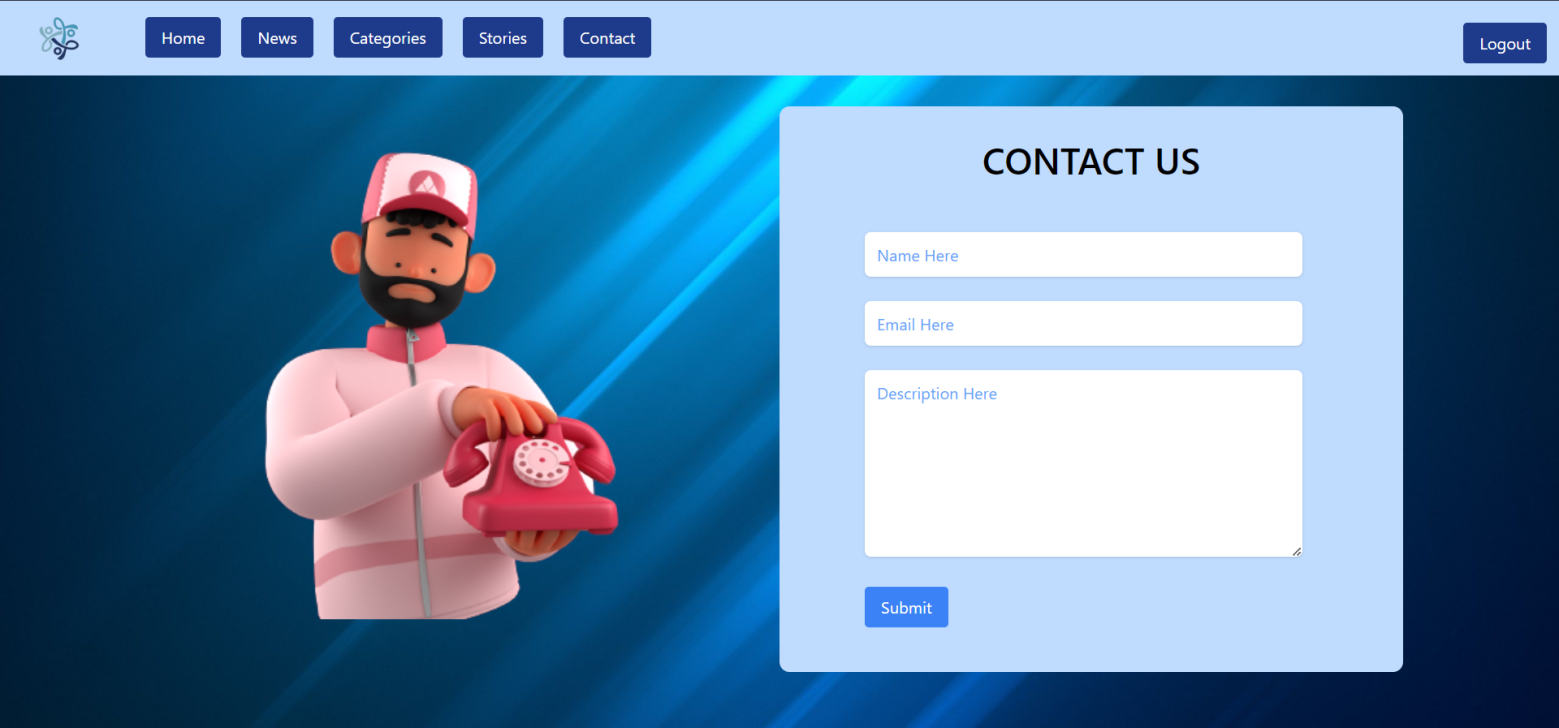 Home News Categories Stories Contact Logout
CONTACT US
Name Here
Email Here
Description Here
Submit